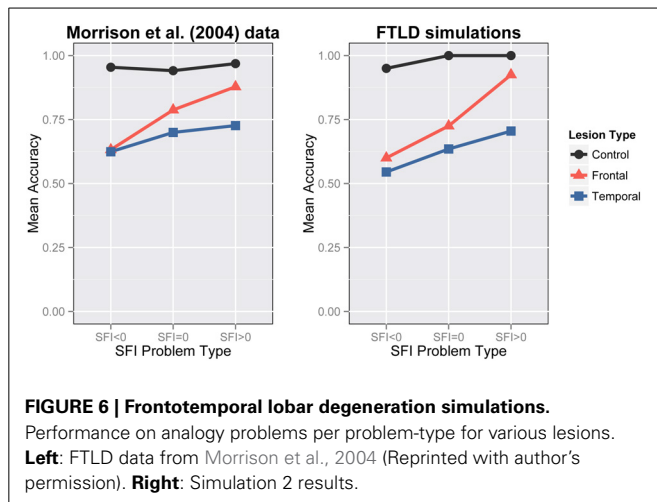 Morrison et al. (2004) data
1.00
0.75
0.50
0.25
0.00
Mean Accuracy
SFI<0 SFI=0 SFI>0
SFI Problem Type
FTLD simulations
1.00
0.75
0.50
0.25
0.00
Mean Accuracy
SFI<0 SFI=0 SFI>0
SFI Problem Type
Lesion Type
Control
Frontal
Temporal
FIGURE 6 | Frontotemporal lobar degeneration simulations.
Performance on analogy problems per problem-type for various lesions.
Left: FTLD data from Morrison et al., 2004 (Reprinted with author's
permission). Right: Simulation 2 results.